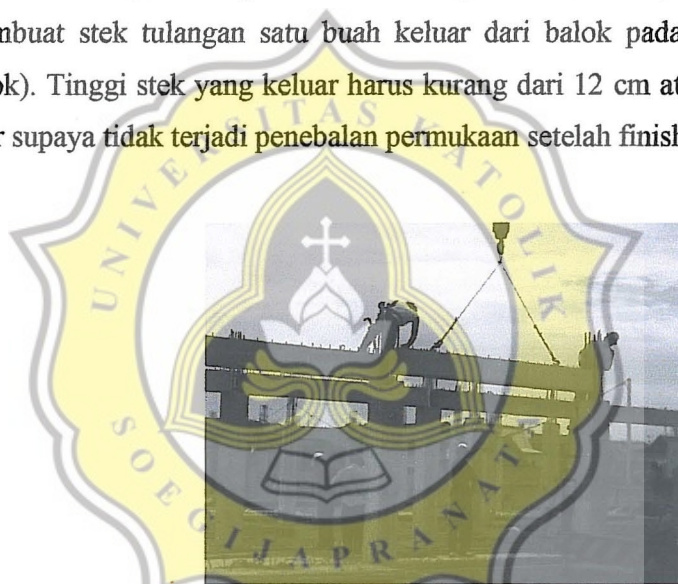 mbuat stek tulangan satu buah keluar dari balok pada
ok). Tinggi stek yang keluar harus kurang dari 12 cm at
r supaya tidak terjadi penebalan permukaan setelah finish
UNIVERSITAS KATOLIK
SOEGIJAPRANATA